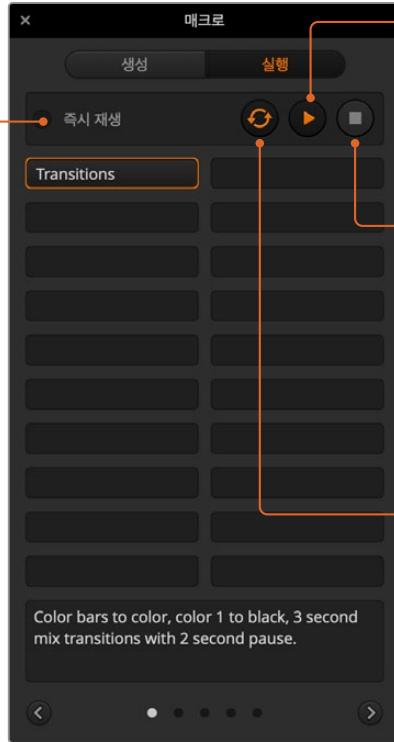 매크로
생성
실행
즉시 재생
Transitions
Color bars to color, color 1 to black, 3 second
mix transitions with 2 second pause.